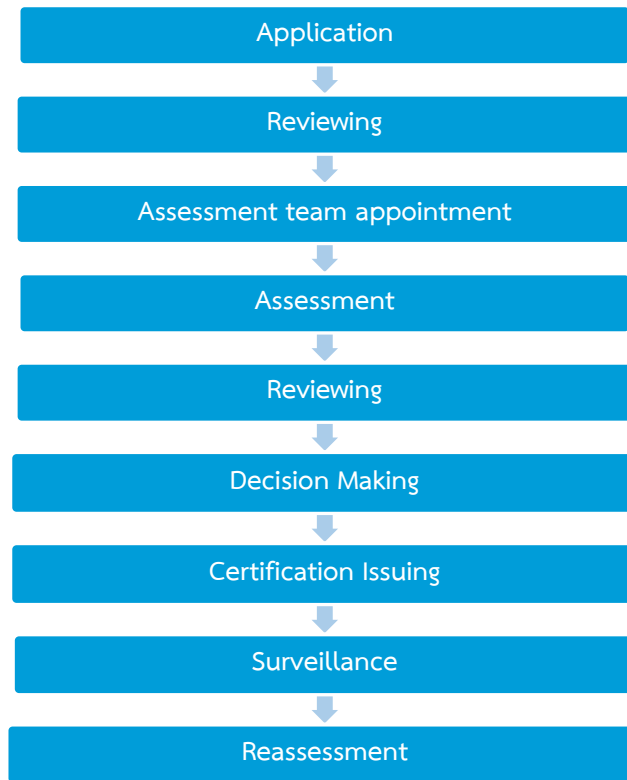 Application
Reviewing
Assessment team appointment
Assessment
Reviewing
Decision Making
Certification Issuing
Surveillance
Reassessment